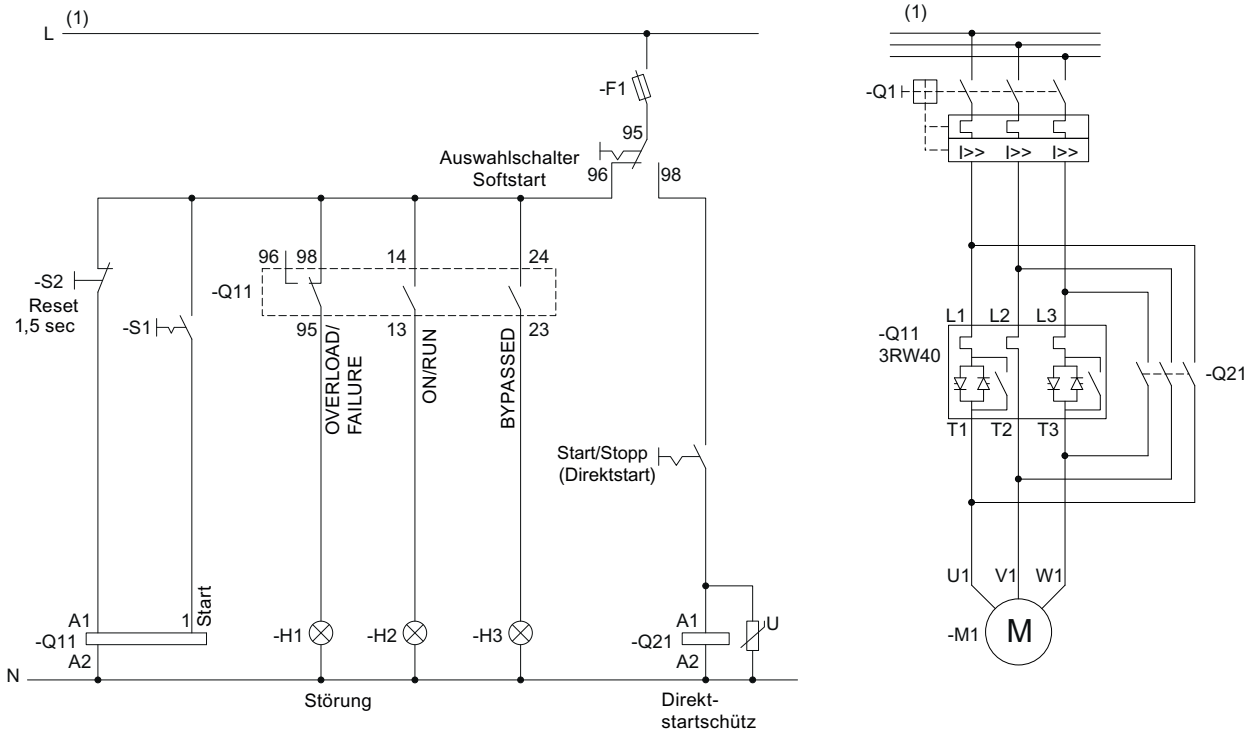 (1)
L
-F1
95
Auswahlschalter
Softstart
96
98
-S2
Reset
1,5 sec
-S1
96
98
14
24
-Q11
95
13
23
OVERLOAD/
FAILURE
ON/RUN
BYPASSED
Start/Stopp
(Direktstart)
A1
1
Start
-Q11
A2
-H1
-H2
-H3
-Q21
A1
A2
U
N
Störung
Direkt-
startschütz
(1)
-Q1
I>>
I>>
I>>
L1
L2
L3
-Q11
3RW40
-Q21
T1
T2
T3
U1
V1
W1
-M1
M